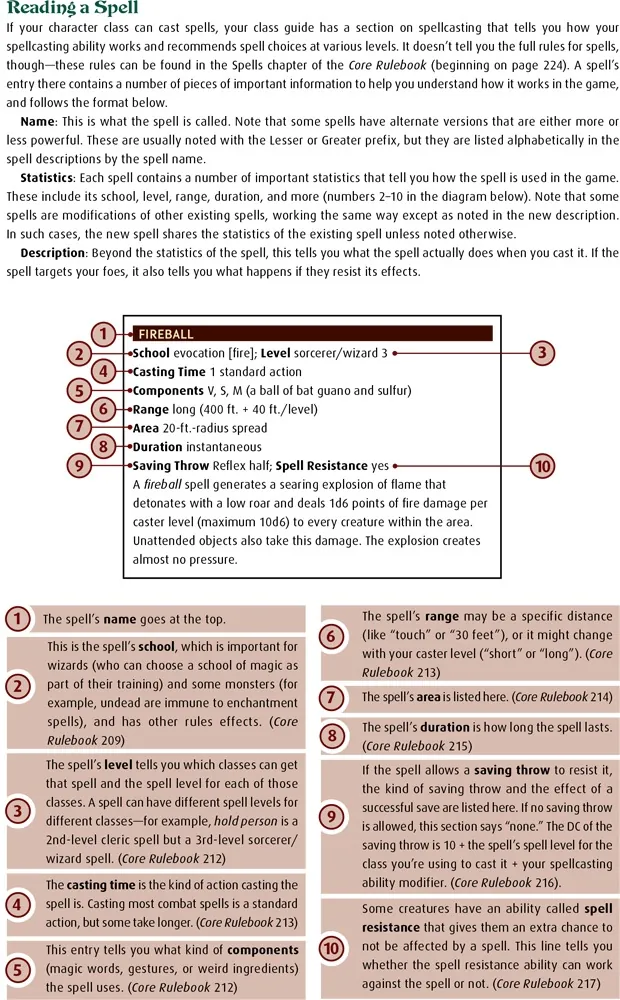 Reading a Spell
If your character class can cast spells, your class guide has a section on spellcasting that tells you how your
spellcasting ability works and recommends spell choices at various levels. It doesn't tell you the full rules for spells,
though—these rules can be found in the Spells chapter of the Core Rulebook (beginning on page 224). A spell's
entry there contains a number of pieces of important information to help you understand how it works in the game,
and follows the format below.
Name: This is what the spell is called. Note that some spells have alternate versions that are either more or
less powerful. These are usually noted with the Lesser or Greater prefix, but they are listed alphabetically in the
spell descriptions by the spell name.
Statistics: Each spell contains a number of important statistics that tell you how the spell is used in the game.
These include its school, level, range, duration, and more (numbers 2–10 in the diagram below). Note that some
spells are modifications of other existing spells, working the same way except as noted in the new description.
In such cases, the new spell shares the statistics of the existing spell unless noted otherwise.
Description: Beyond the statistics of the spell, this tells you what the spell actually does when you cast it. If the
spell targets your foes, it also tells you what happens if they resist its effects.
1 FIREBALL
2 School evocation [fire]; Level sorcerer/wizard 3 3
4 Casting Time 1 standard action
5 Components V, S, M (a ball of bat guano and sulfur)
6 Range long (400 ft. + 40 ft./level)
7 Area 20-ft.-radius spread
8 Duration instantaneous
9 Saving Throw Reflex half; Spell Resistance yes 10
A fireball spell generates a searing explosion of flame that
detonates with a low roar and deals 1d6 points of fire damage per
caster level (maximum 10d6) to every creature within the area.
Unattended objects also take this damage. The explosion creates
almost no pressure.
1 The spell's name goes at the top.
2
This is the spell's school, which is important for
wizards (who can choose a school of magic as
part of their training) and some monsters (for
example, undead are immune to enchantment
spells), and has other rules effects. (Core
Rulebook 209)
3
The spell's level tells you which classes can get
that spell and the spell level for each of those
classes. A spell can have different spell levels for
different classes—for example, hold person is a
2nd-level cleric spell but a 3rd-level sorcerer/
wizard spell. (Core Rulebook 212)
4
The casting time is the kind of action casting the
spell is. Casting most combat spells is a standard
action, but some take longer. (Core Rulebook 213)
5
This entry tells you what kind of components
(magic words, gestures, or weird ingredients)
the spell uses. (Core Rulebook 212)
6
The spell's range may be a specific distance
(like "touch" or "30 feet"), or it might change
with your caster level ("short" or "long"). (Core
Rulebook 213)
7 The spell's area is listed here. (Core Rulebook 214)
8
The spell's duration is how long the spell lasts.
(Core Rulebook 215)
9
If the spell allows a saving throw to resist it,
the kind of saving throw and the effect of a
successful save are listed here. If no saving throw
is allowed, this section says "none." The DC of the
saving throw is 10 + the spell's spell level for the
class you're using to cast it + your spellcasting
ability modifier. (Core Rulebook 216).
10
Some creatures have an ability called spell
resistance that gives them an extra chance to
not be affected by a spell. This line tells you
whether the spell resistance ability can work
against the spell or not. (Core Rulebook 217)